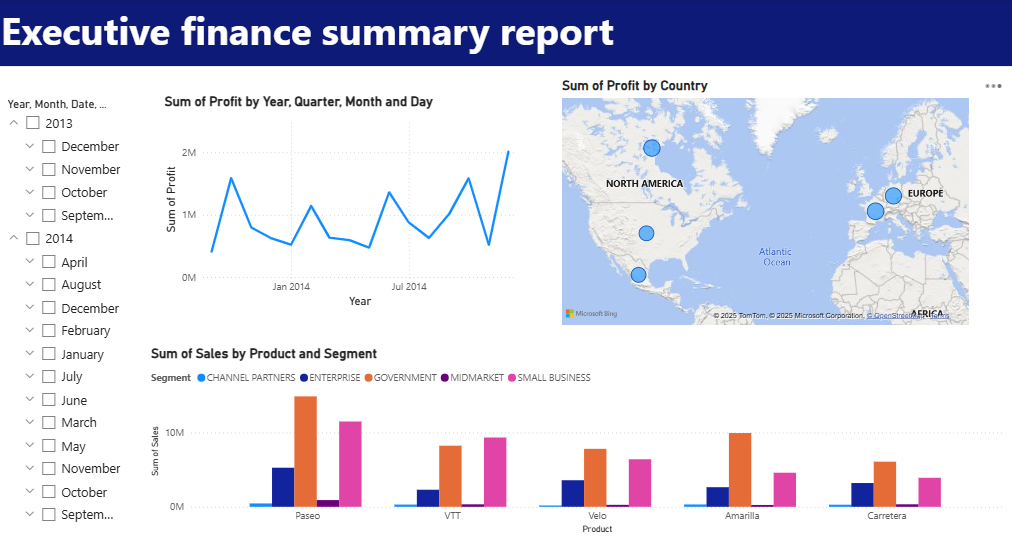 Executive finance summary report
Year, Month, Date, ...
2013
December
November
October
Septem...
2014
April
August
December
February
January
July
June
March
May
November
October
Septem...
Sum of Profit by Year, Quarter, Month and Day
Sum of Profit
2M
1M
0M
Jan 2014
Jul 2014
Year
Sum of Profit by Country
NORTH AMERICA
EUROPE
Atlantic
Ocean
AFRICA
Microsoft Bing
© 2025 TomTom, © 2025 Microsoft Corporation, © OpenStreetMap Terms
Sum of Sales by Product and Segment
Segment CHANNEL PARTNERS ENTERPRISE GOVERNMENT MIDMARKET SMALL BUSINESS
Sum of Sales
10M
0M
Paseo VTT Velo Amarilla Carretera
Product